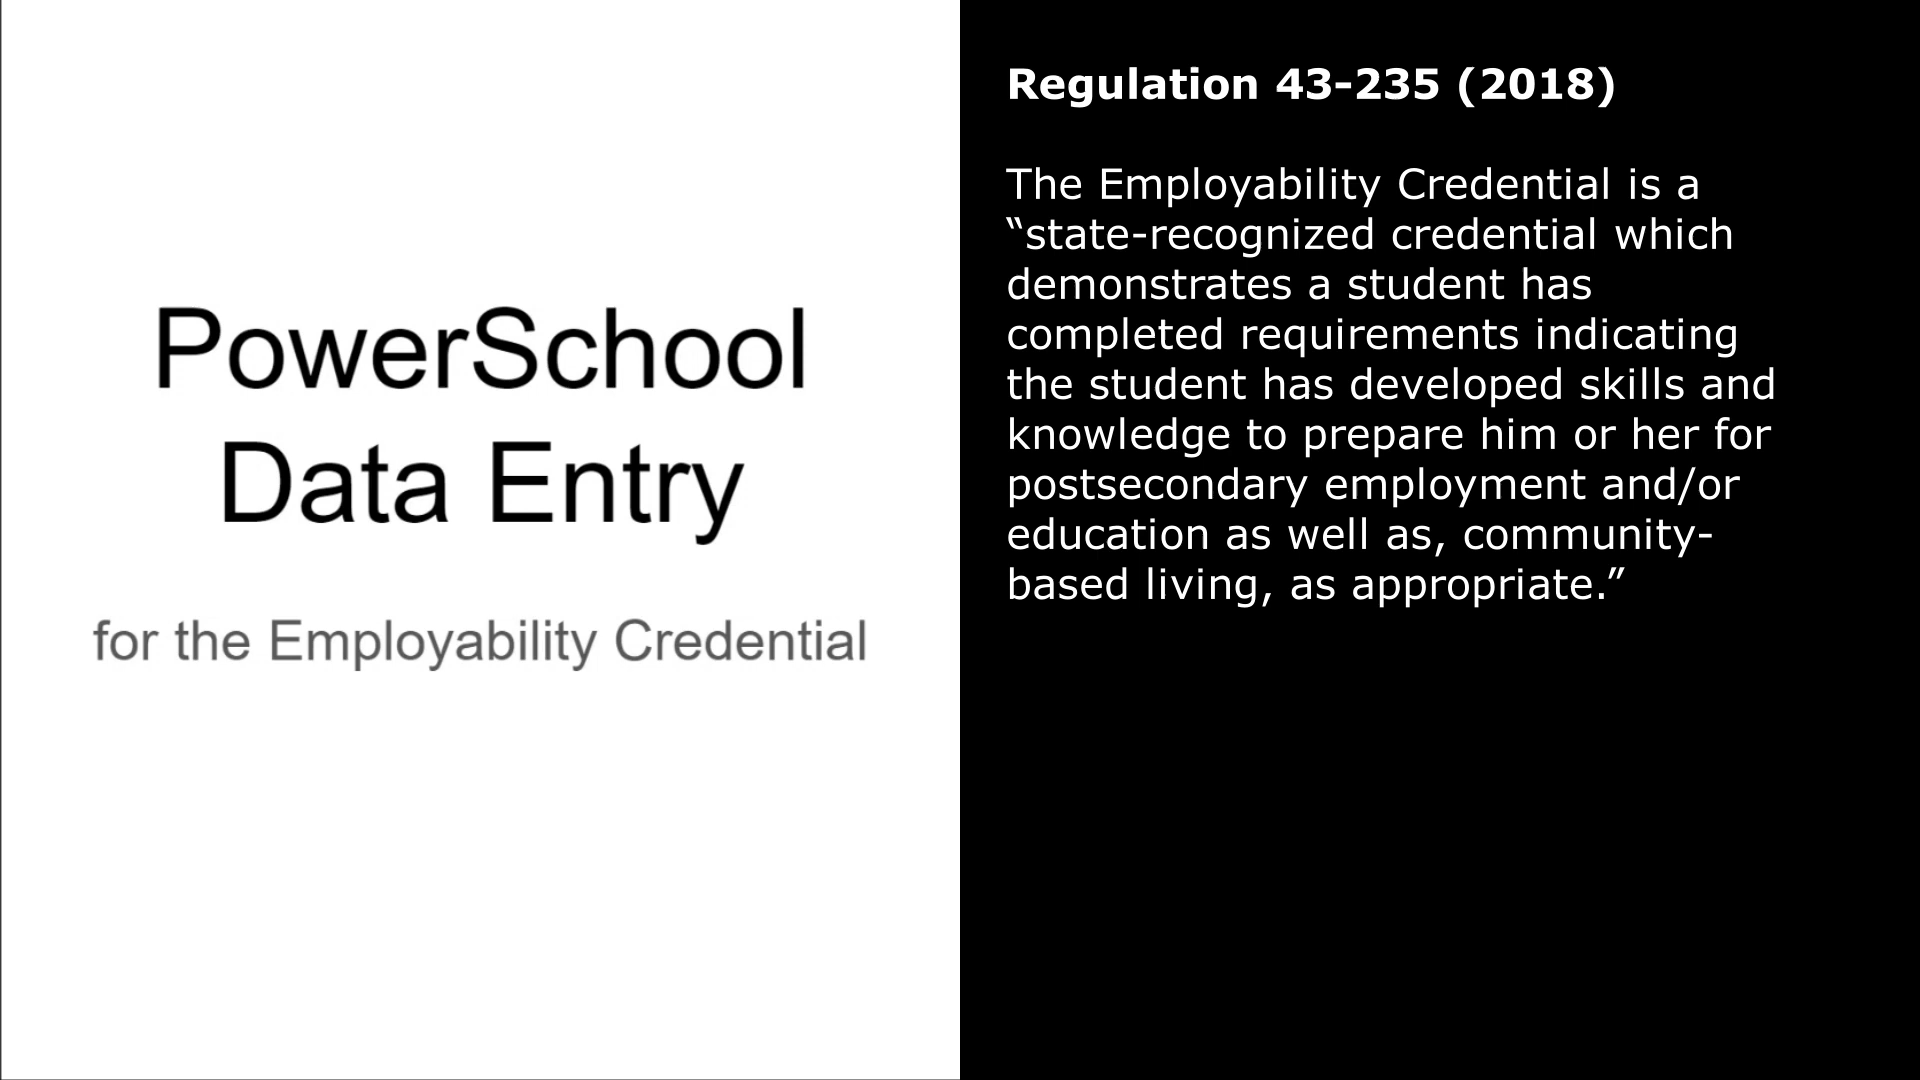 PowerSchool
Data Entry
for the Employability Credential
Regulation 43-235 (2018)
The Employability Credential is a
“state-recognized credential which
demonstrates a student has
completed requirements indicating
the student has developed skills and
knowledge to prepare him or her for
postsecondary employment and/or
education as well as, community-
based living, as appropriate.”